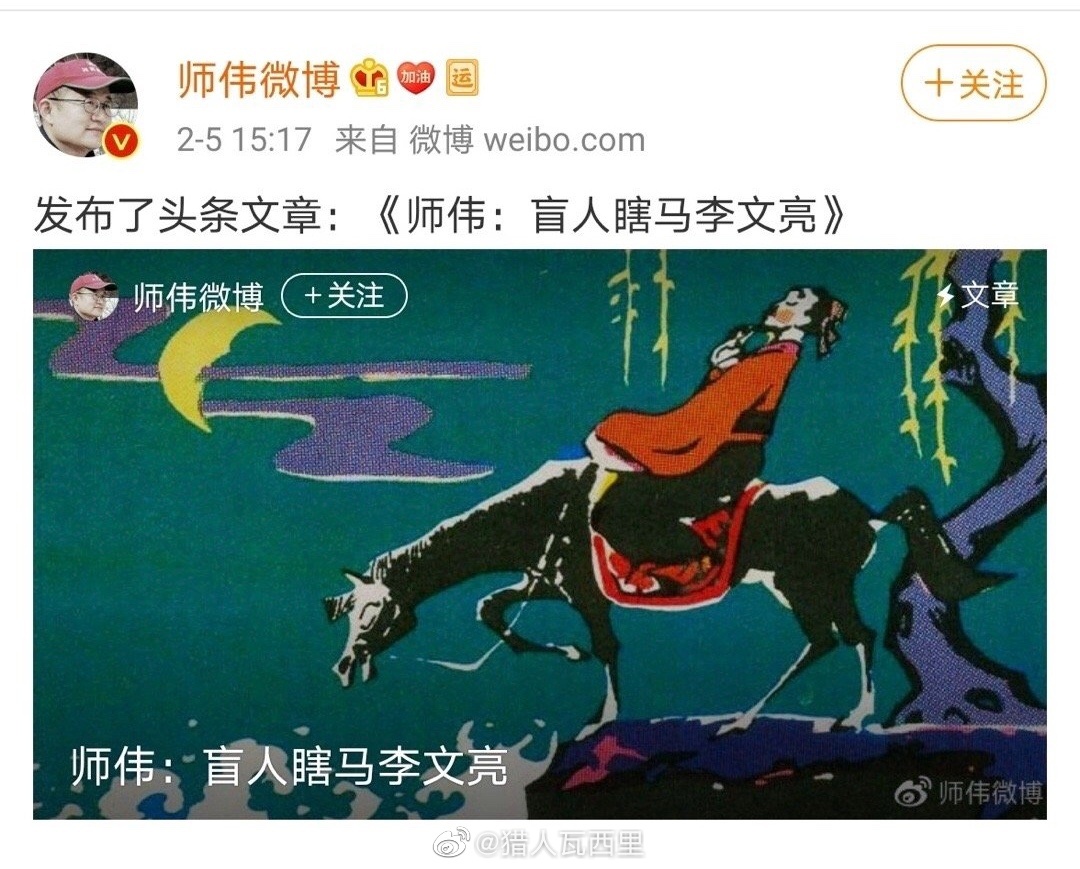 师伟微博 加油 运
+关注
2-5 15:17 来自 微博 weibo.com
发布了头条文章：《师伟：盲人瞎马李文亮》
师伟微博 +关注
文章
师伟：盲人瞎马李文亮
师伟微博
@猎人瓦西里